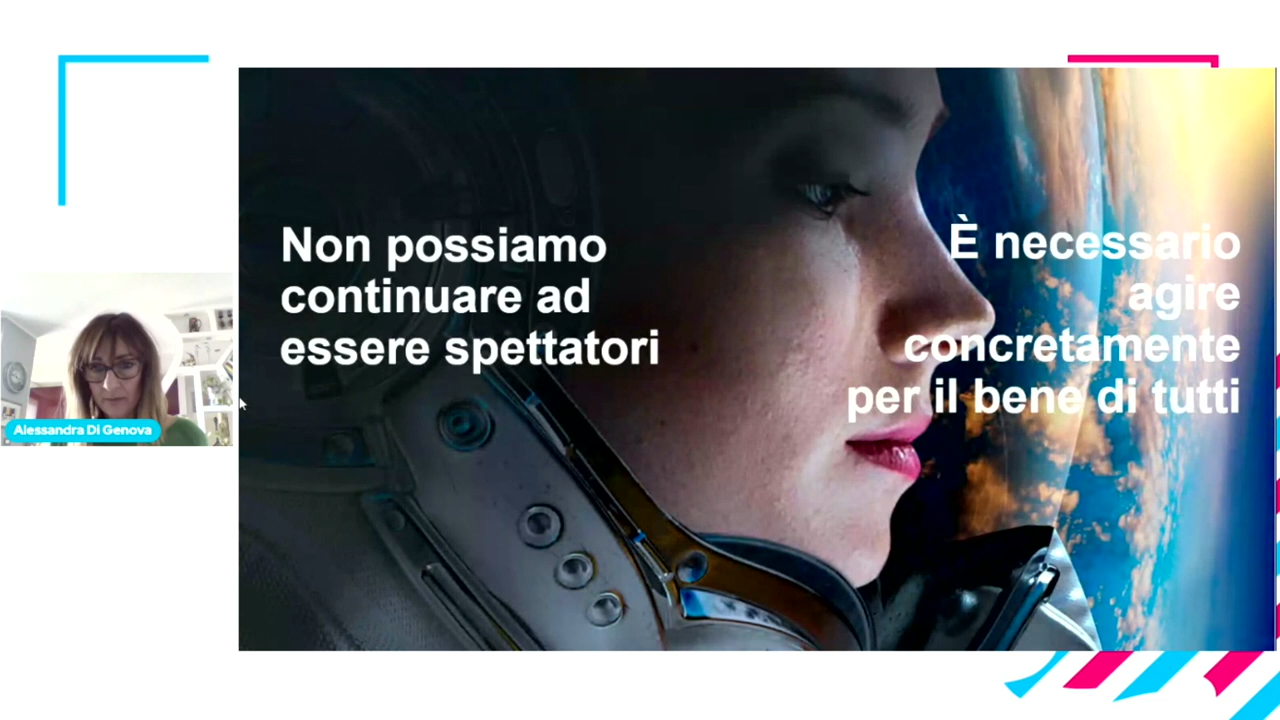 Non possiamo
continuare ad
essere spettatori
È necessario
agire
concretamente
per il bene di tutti
Alessandra Di Genova